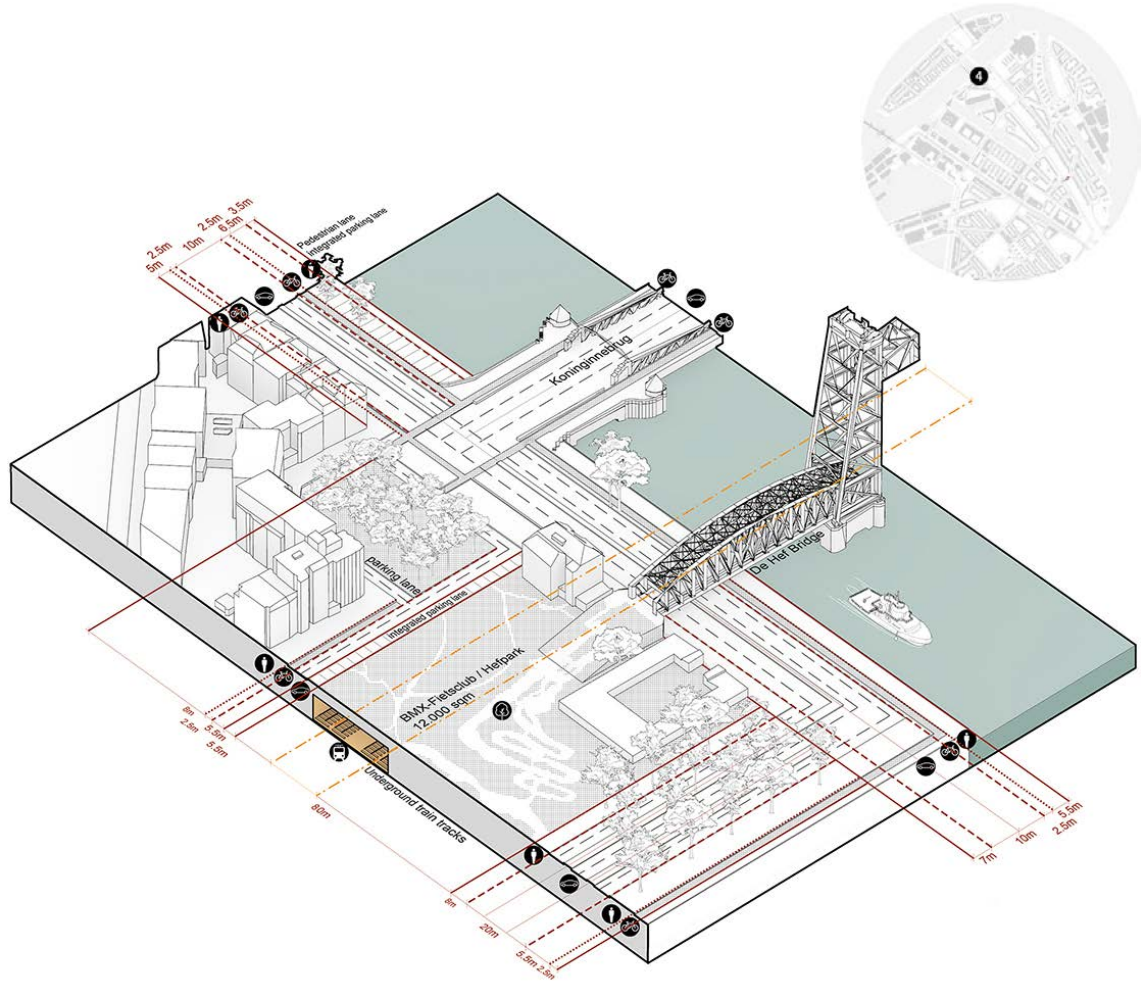 4
3.5m
2.5m
6.5m
10m
2.5m
5m
Pedestrian lane
integrated parking lane
Koninginnebrug
De Hef Bridge
parking lane
integrated parking lane
BMX-Fietsclub / Hefpark
12.000 sqm
Underground train tracks
8m
2.5m
5.5m
5.5m
80m
8m
20m
5.5m
2.5m
5.5m
2.5m
10m
7m